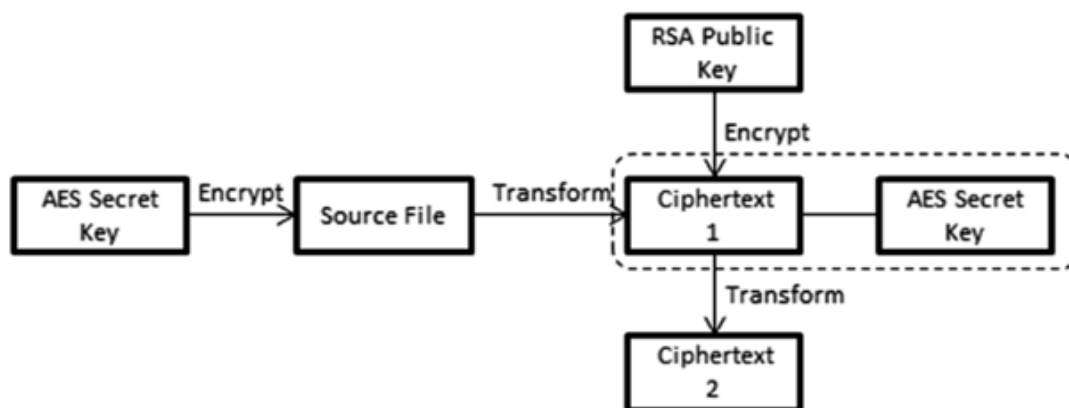 RSA Public
Key
Encrypt
AES Secret
Key
Encrypt
Source File
Transform
Ciphertext
1
AES Secret
Key
Transform
Ciphertext
2